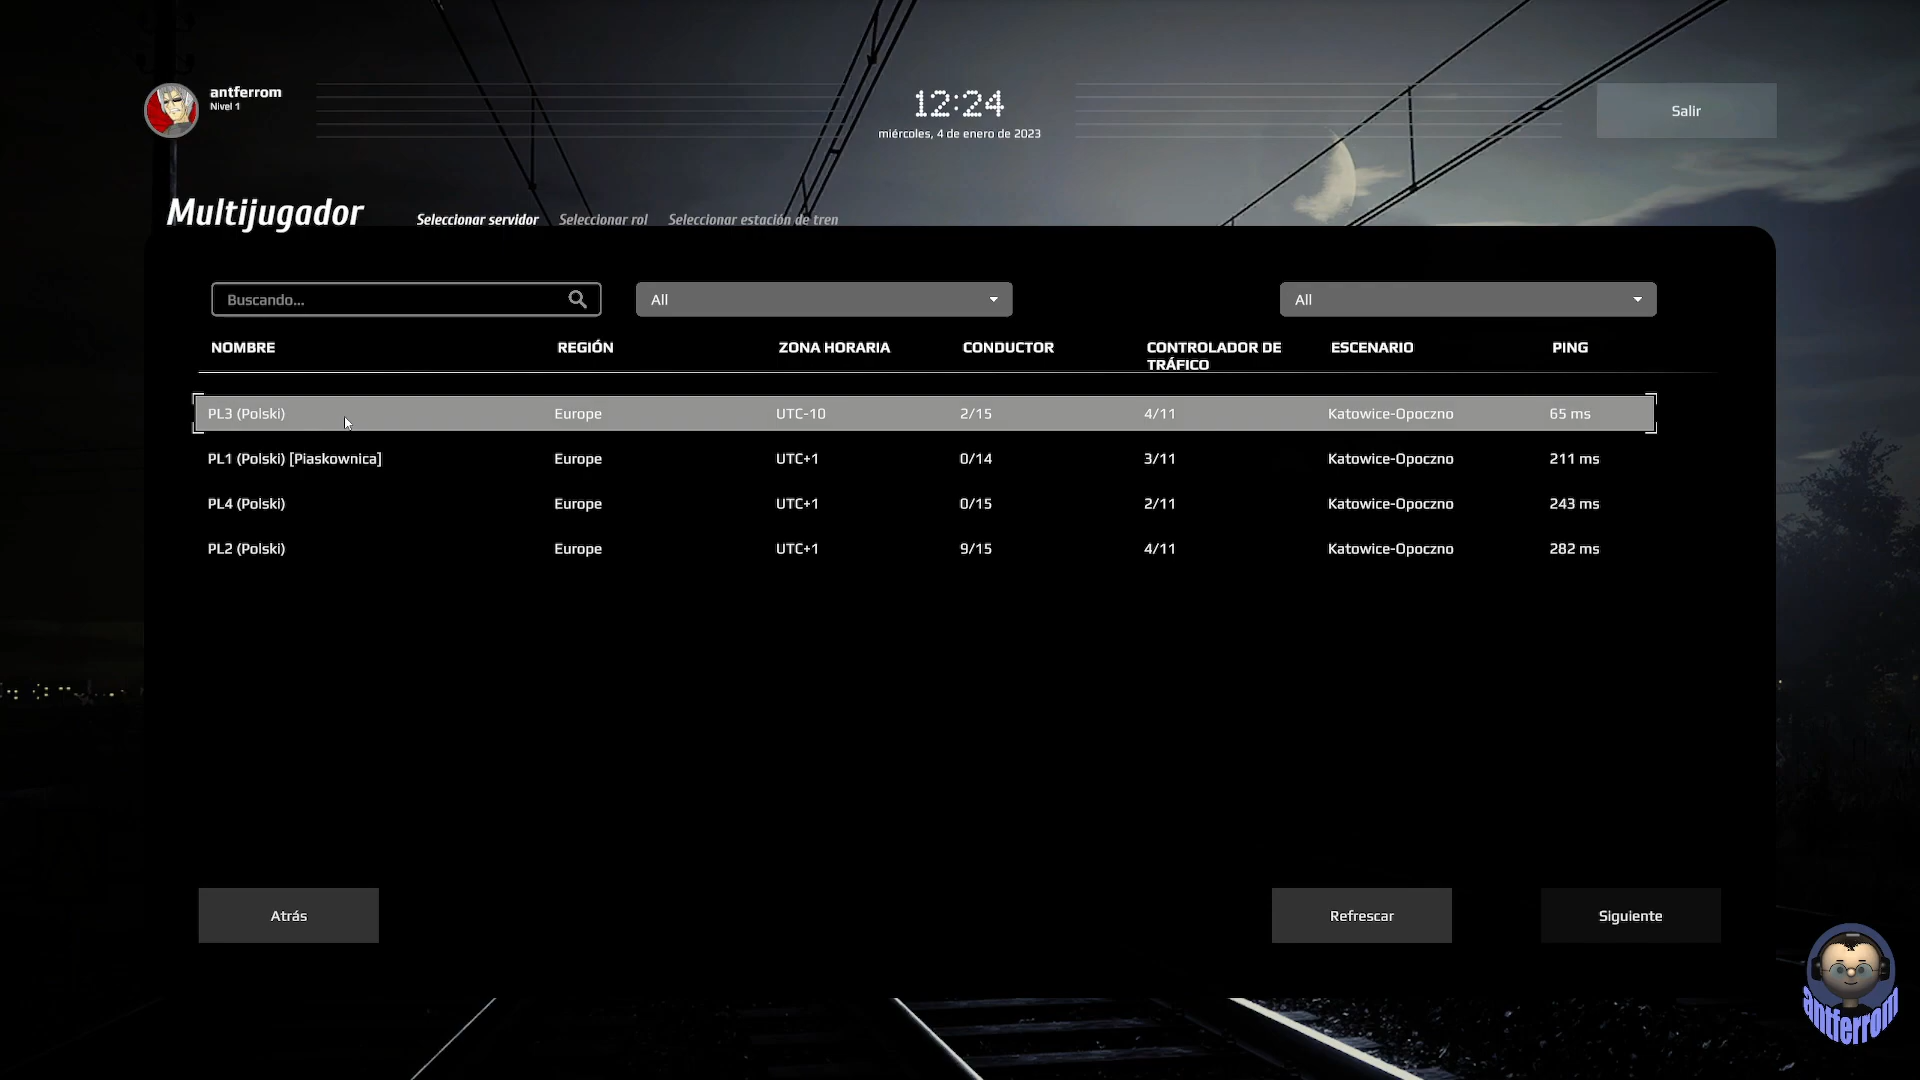 antferrom
Nivel 1
12:24
miércoles, 4 de enero de 2023
Salir
Multijugador
Seleccionar servidor Seleccionar rol Seleccionar estación de tren
Buscando...
All
All
NOMBRE REGIÓN ZONA HORARIA CONDUCTOR CONTROLADOR DE TRÁFICO ESCENARIO PING
PL3 (Polski) Europe UTC-10 2/15 4/11 Katowice-Opoczno 65 ms
PL1 (Polski) [Piaskownica] Europe UTC+1 0/14 3/11 Katowice-Opoczno 211 ms
PL4 (Polski) Europe UTC+1 0/15 2/11 Katowice-Opoczno 243 ms
PL2 (Polski) Europe UTC+1 9/15 4/11 Katowice-Opoczno 282 ms
Atrás
Refrescar
Siguiente
antferrom